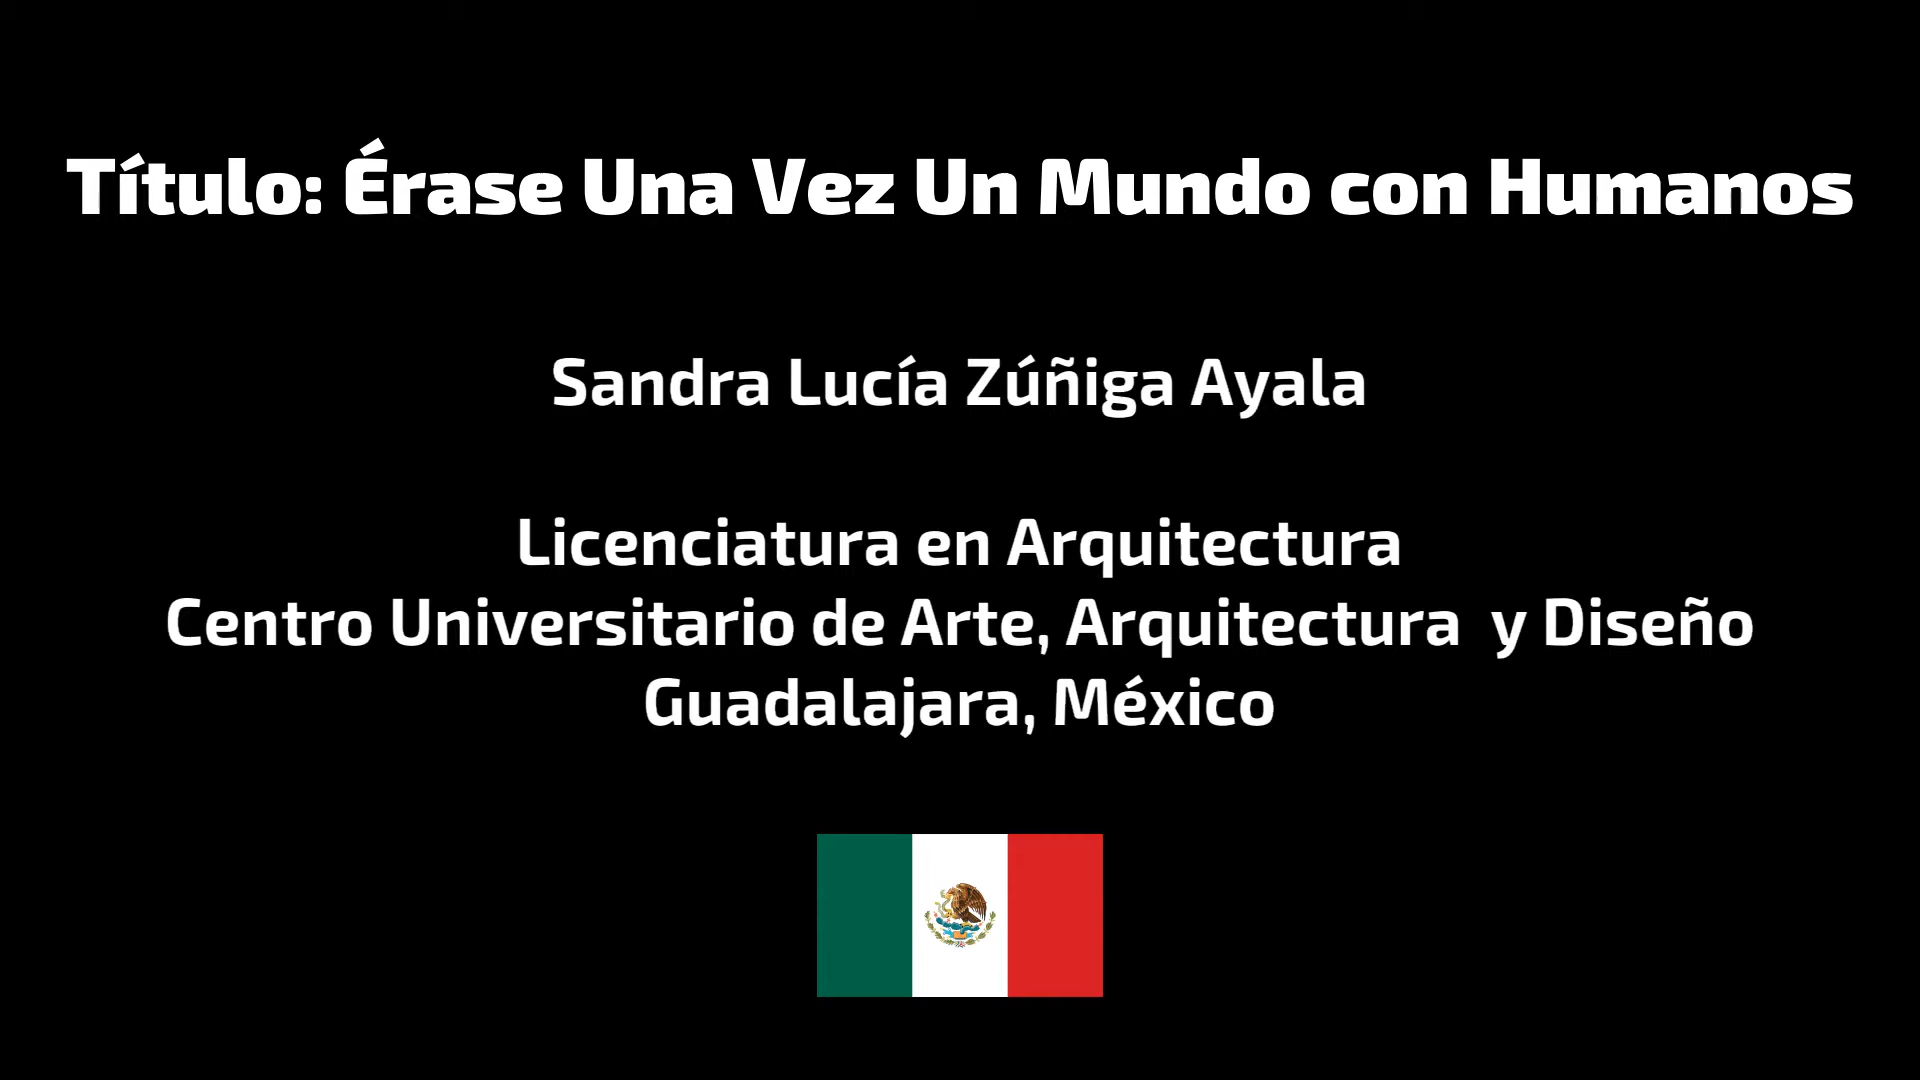 Título: Érase Una Vez Un Mundo con Humanos
Sandra Lucía Zúñiga Ayala
Licenciatura en Arquitectura
Centro Universitario de Arte, Arquitectura  y Diseño
Guadalajara, México